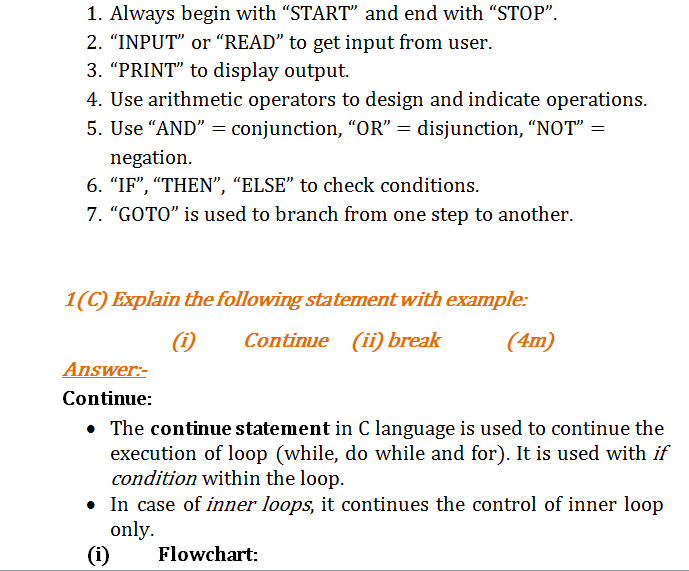 1. Always begin with “START” and end with “STOP”.
2. “INPUT” or “READ” to get input from user.
3. “PRINT” to display output.
4. Use arithmetic operators to design and indicate operations.
5. Use “AND” = conjunction, “OR” = disjunction, “NOT” =
negation.
6. “IF”, “THEN”, “ELSE” to check conditions.
7. “GOTO” is used to branch from one step to another.
1(C) Explain the following statement with example:
(i) Continue (ii) break (4m)
Answer:-
Continue:
• The continue statement in C language is used to continue the
execution of loop (while, do while and for). It is used with if
condition within the loop.
• In case of inner loops, it continues the control of inner loop
only.
(i) Flowchart: